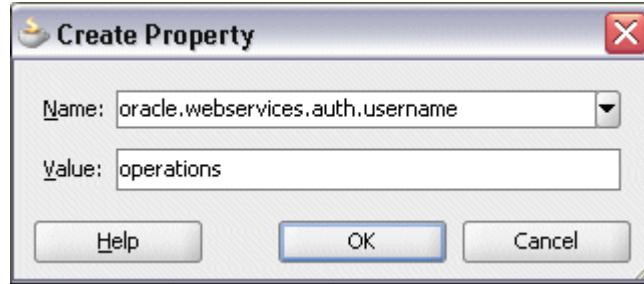 Create Property
Name: oracle.webservices.auth.username
Value: operations
Help OK Cancel